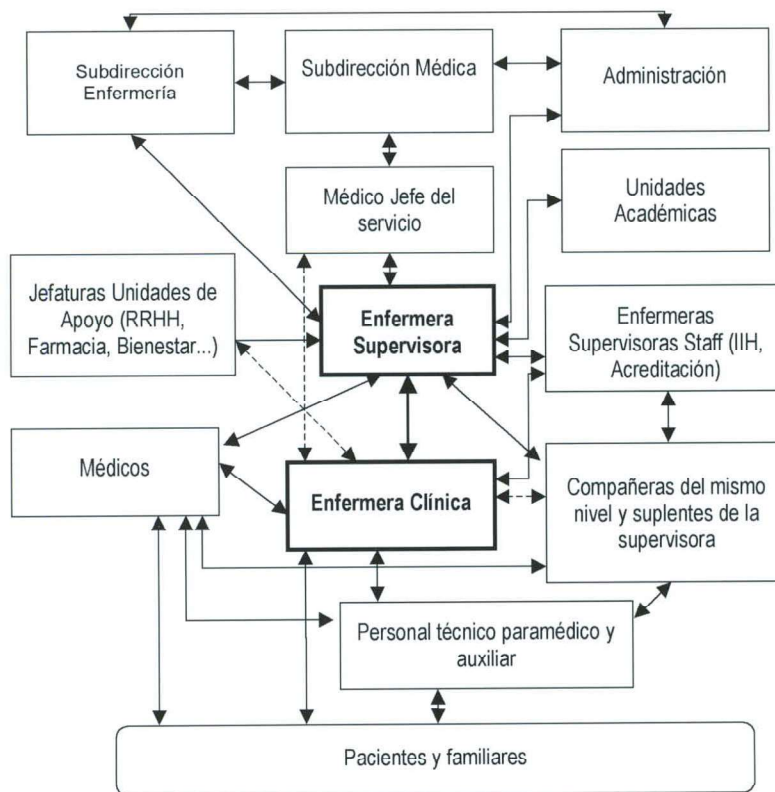 Subdirección
Enfermería
Subdirección Médica
Administración
Médico Jefe del
servicio
Unidades
Académicas
Jefaturas Unidades de
Apoyo (RRHH,
Farmacia, Bienestar...)
Enfermera
Supervisora
Enfermeras
Supervisoras Staff (IIH,
Acreditación)
Médicos
Enfermera Clínica
Compañeras del mismo
nivel y suplentes de la
supervisora
Personal técnico paramédico y
auxiliar
Pacientes y familiares